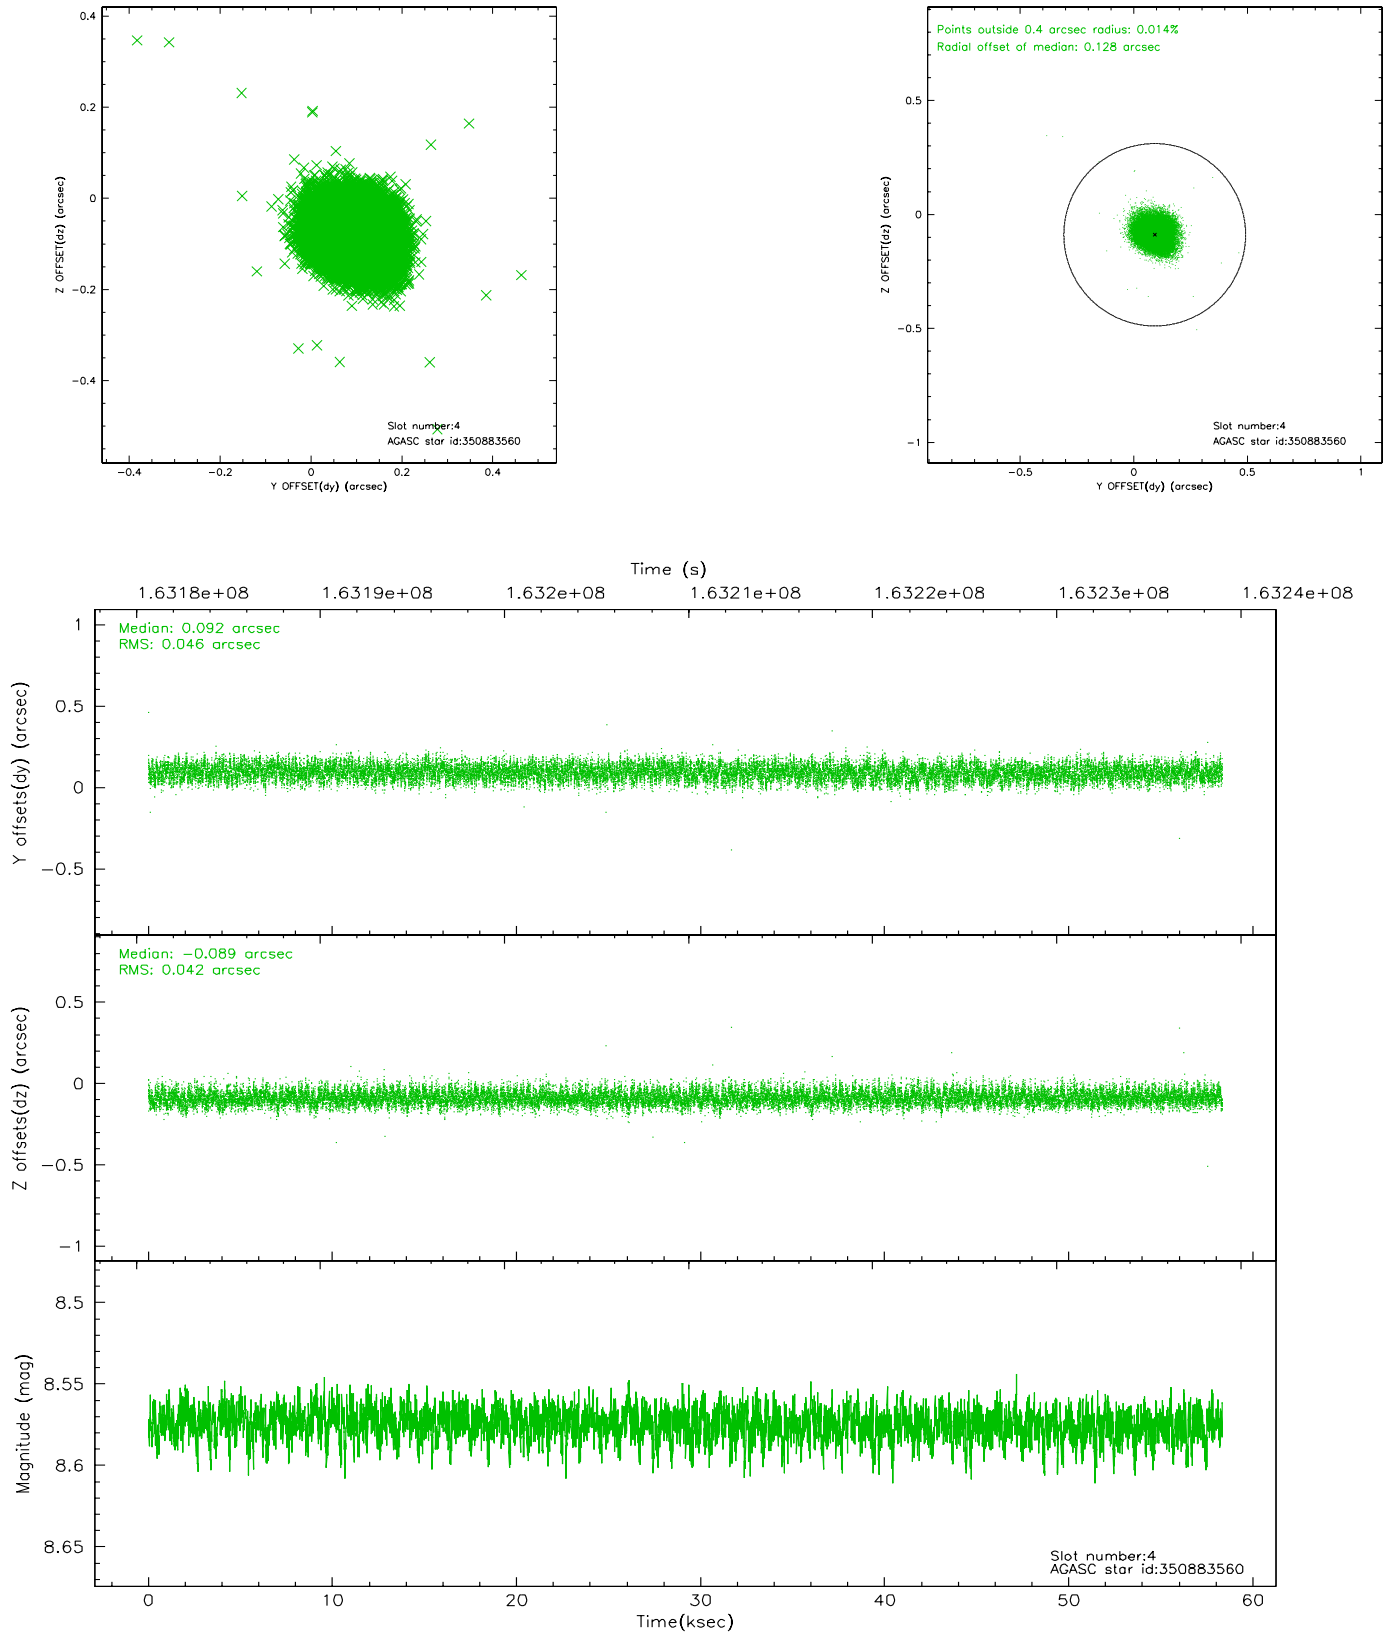 0.4
0.2
0
−0.2
−0.4
Z OFFSET(dz) (arcsec)
−0.4
−0.2
0
0.2
0.4
Y OFFSET(dy) (arcsec)
Slot number:4
AGASC star id:350883560
Points outside 0.4 arcsec radius: 0.014%
Radial offset of median: 0.128 arcsec
0.5
0
−0.5
−1
Z OFFSET(dz) (arcsec)
−0.5
0
0.5
1
Y OFFSET(dy) (arcsec)
Slot number:4
AGASC star id:350883560
Time (s)
1.6318e+08
1.6319e+08
1.632e+08
1.6321e+08
1.6322e+08
1.6323e+08
1.6324e+08
Median: 0.092 arcsec
RMS: 0.046 arcsec
1
0.5
0
−0.5
Y offsets(dy) (arcsec)
Median: −0.089 arcsec
RMS: 0.042 arcsec
0.5
0
−0.5
−1
Z offsets(dz) (arcsec)
8.5
8.55
8.6
8.65
Magnitude (mag)
Slot number:4
AGASC star id:350883560
0
10
20
30
40
50
60
Time(ksec)